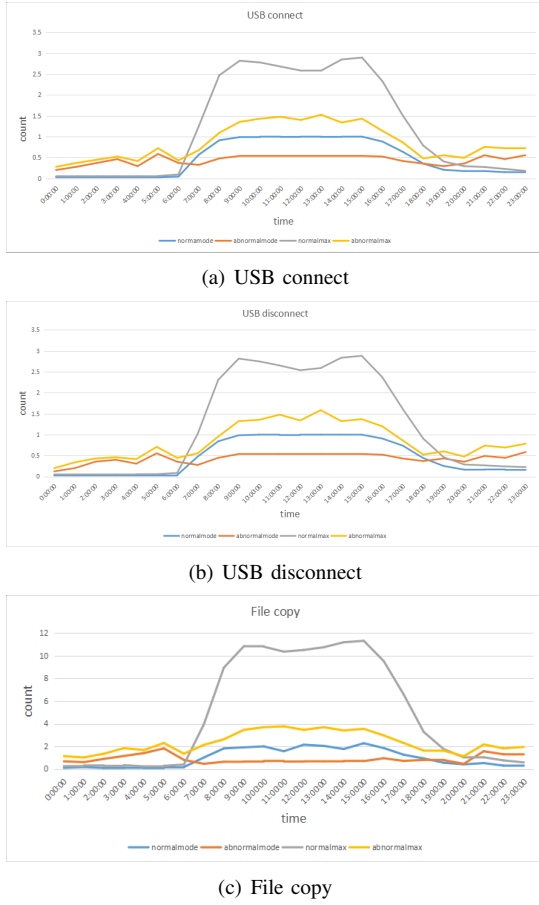 USB connect
3.5
3
2.5
2
1.5
1
0.5
0
count
0:00:00 1:00:00 2:00:00 3:00:00 4:00:00 5:00:00 6:00:00 7:00:00 8:00:00 9:00:00 10:00:00 11:00:00 12:00:00 13:00:00 14:00:00 15:00:00 16:00:00 17:00:00 18:00:00 19:00:00 20:00:00 21:00:00 22:00:00 23:00:00
time
normamode abnormalmode normalmax abnormalmax
(a) USB connect
USB disconnect
3.5
3
2.5
2
1.5
1
0.5
0
count
0:00:00 1:00:00 2:00:00 3:00:00 4:00:00 5:00:00 6:00:00 7:00:00 8:00:00 9:00:00 10:00:00 11:00:00 12:00:00 13:00:00 14:00:00 15:00:00 16:00:00 17:00:00 18:00:00 19:00:00 20:00:00 21:00:00 22:00:00 23:00:00
time
normalmode abnormalmode normalmax abnormalmax
(b) USB disconnect
File copy
12
10
8
6
4
2
0
count
0:00:00 1:00:00 2:00:00 3:00:00 4:00:00 5:00:00 6:00:00 7:00:00 8:00:00 9:00:00 10:00:00 11:00:00 12:00:00 13:00:00 14:00:00 15:00:00 16:00:00 17:00:00 18:00:00 19:00:00 20:00:00 21:00:00 22:00:00 23:00:00
time
normalmode abnormalmode normalmax abnormalmax
(c) File copy